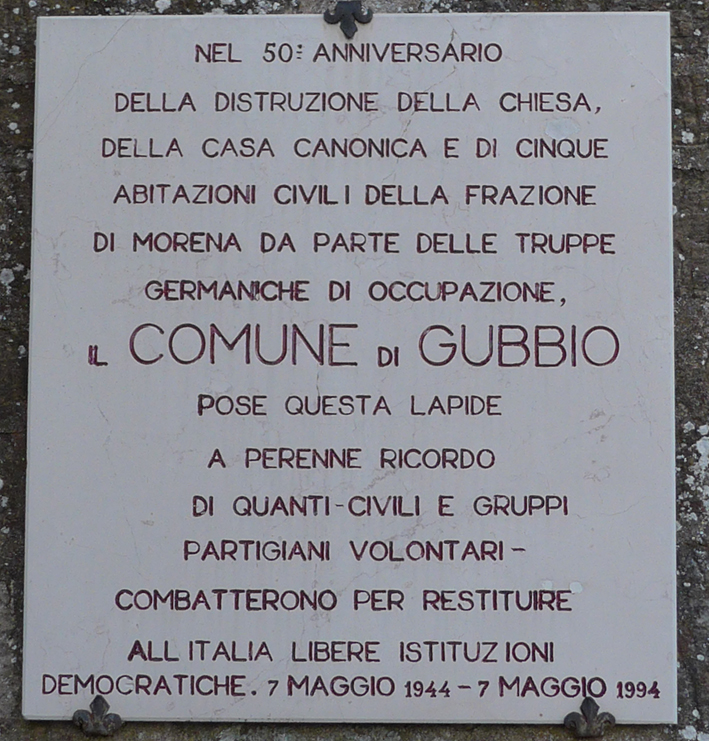 NEL 50º ANNIVERSARIO
DELLA DISTRUZIONE DELLA CHIESA,
DELLA CASA CANONICA E DI CINQUE
ABITAZIONI CIVILI DELLA FRAZIONE
DI MORENA DA PARTE DELLE TRUPPE
GERMANICHE DI OCCUPAZIONE,
IL COMUNE DI GUBBIO
POSE QUESTA LAPIDE
A PERENNE RICORDO
DI QUANTI-CIVILI E GRUPPI
PARTIGIANI VOLONTARI-
COMBATTERONO PER RESTITUIRE
ALL ITALIA LIBERE ISTITUZIONI
DEMOCRATICHE. 7 MAGGIO 1944-7 MAGGIO 1994